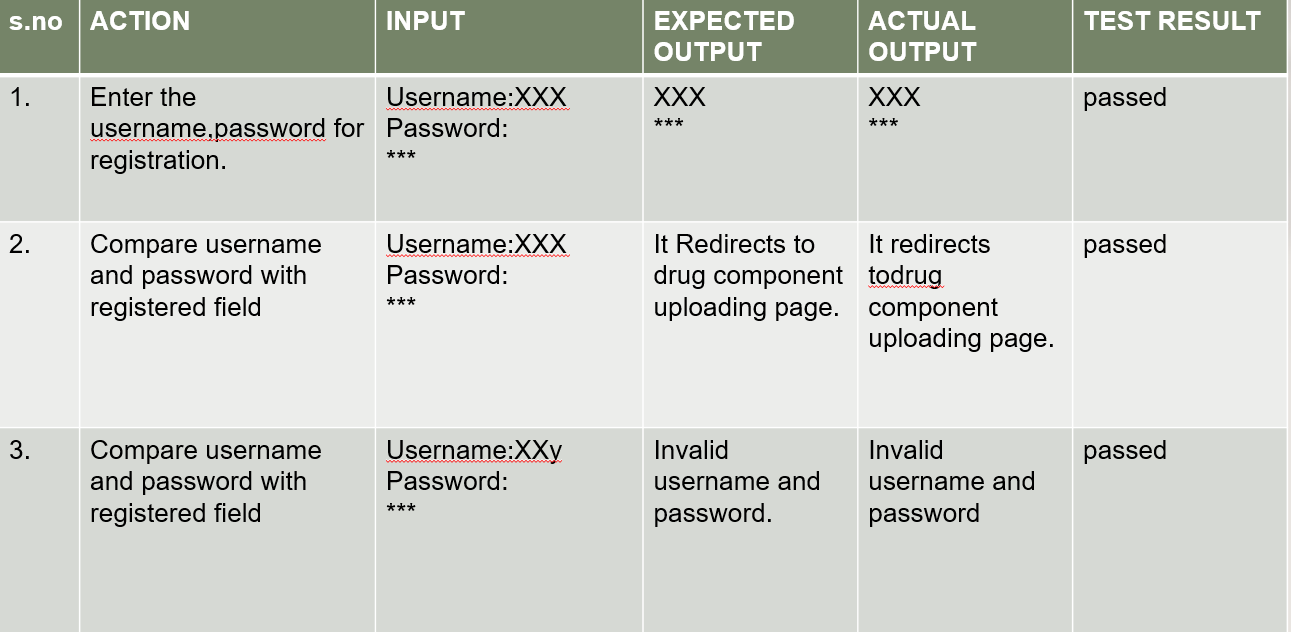 s.no ACTION INPUT EXPECTED OUTPUT ACTUAL OUTPUT TEST RESULT
1.
Enter the
username,password for
registration.
Username:XXX
Password:
***
XXX
***
XXX
***
passed
2.
Compare username
and password with
registered field
Username:XXX
Password:
***
It Redirects to
drug component
uploading page.
It redirects
todrug
component
uploading page.
passed
3.
Compare username
and password with
registered field
Username:XXy
Password:
***
Invalid
username and
password.
Invalid
username and
password
passed